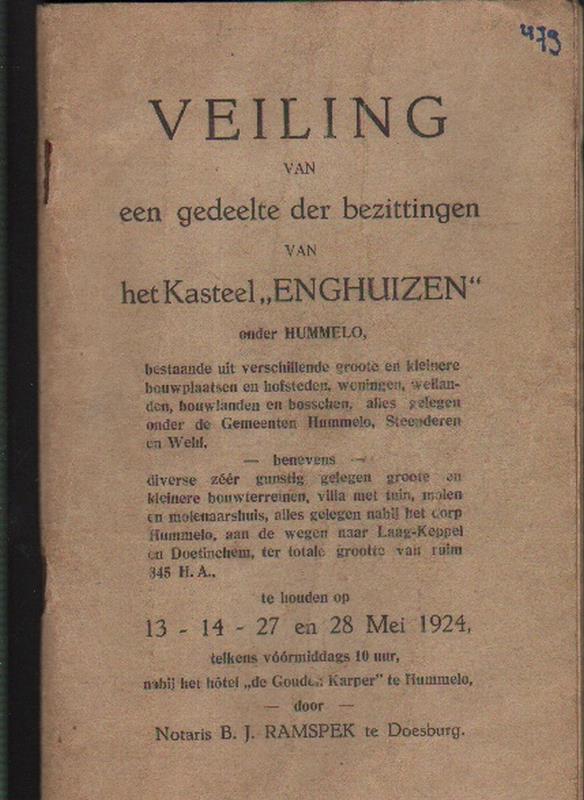 479
VEILING
VAN
een gedeelte der bezittingen
VAN
het Kasteel „ENGHUIZEN“
onder HUMMELO,
bestaande uit verschillende groote en kleinere
bouwplaatsen en hofsteden, woningen, weilan-
den, bouwlanden en bosschen, alles gelegen
onder de Gemeenten Hummelo, Steenderen
en Wehl,
— benevens —
diverse zéér gunstig gelegen groote en
kleinere bouwterreinen, villa met tuin, molen
en molenaarshuis, alles gelegen nabij het dorp
Hummelo, aan de wegen naar Laag-Keppel
en Doetinchem, ter totale grootte van ruim
345 H. A.,
te houden op
13 - 14 - 27 en 28 Mei 1924,
telkens vóórmiddags 10 uur,
nabij het hôtel „de Gouden Karper” te Hummelo,
— door —
Notaris B. J. RAMSPEK te Doesburg.